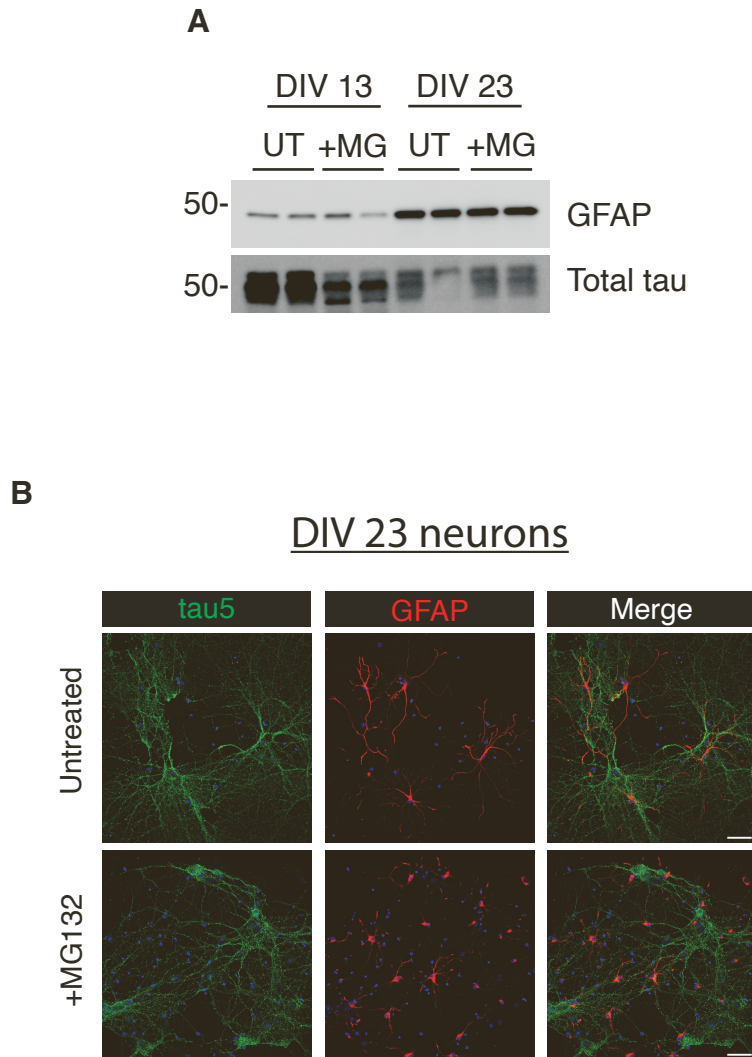 A
DIV 13 DIV 23
UT +MG UT +MG
50- GFAP
50- Total tau
B
DIV 23 neurons
tau5 GFAP Merge
Untreated
+MG132